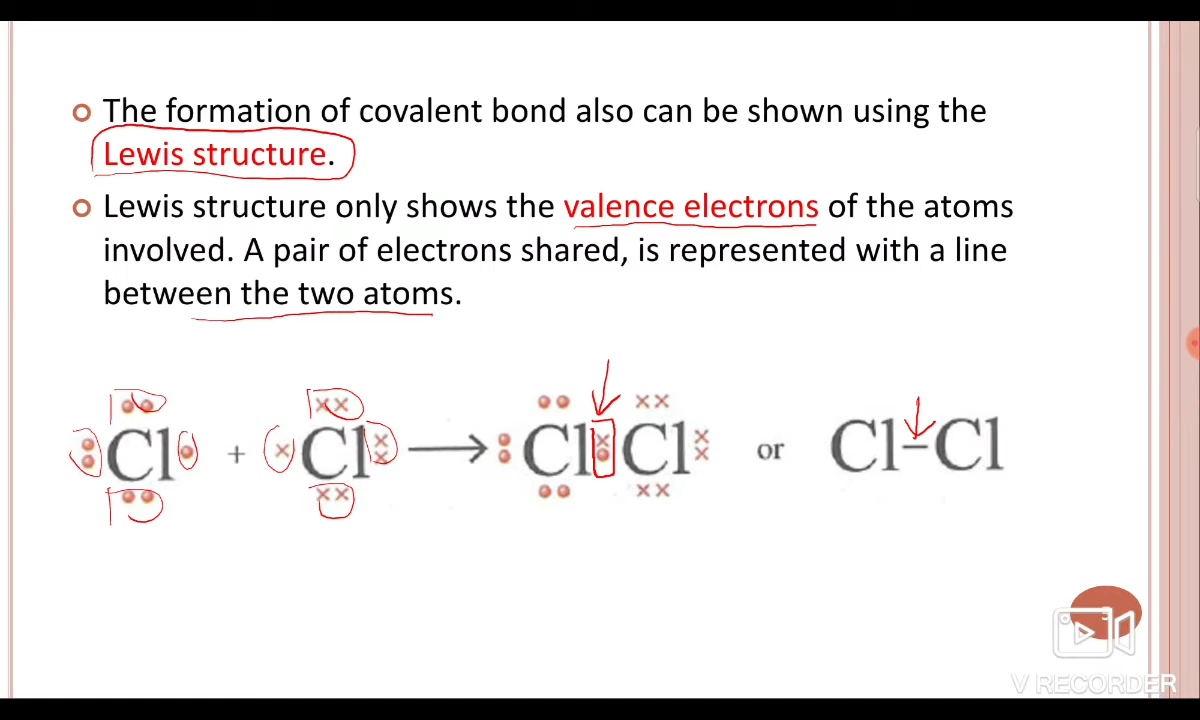 The formation of covalent bond also can be shown using the
Lewis structure.
Lewis structure only shows the valence electrons of the atoms
involved. A pair of electrons shared, is represented with a line
between the two atoms.
Cl + Cl → Cl Cl or Cl–Cl
V RECORDER